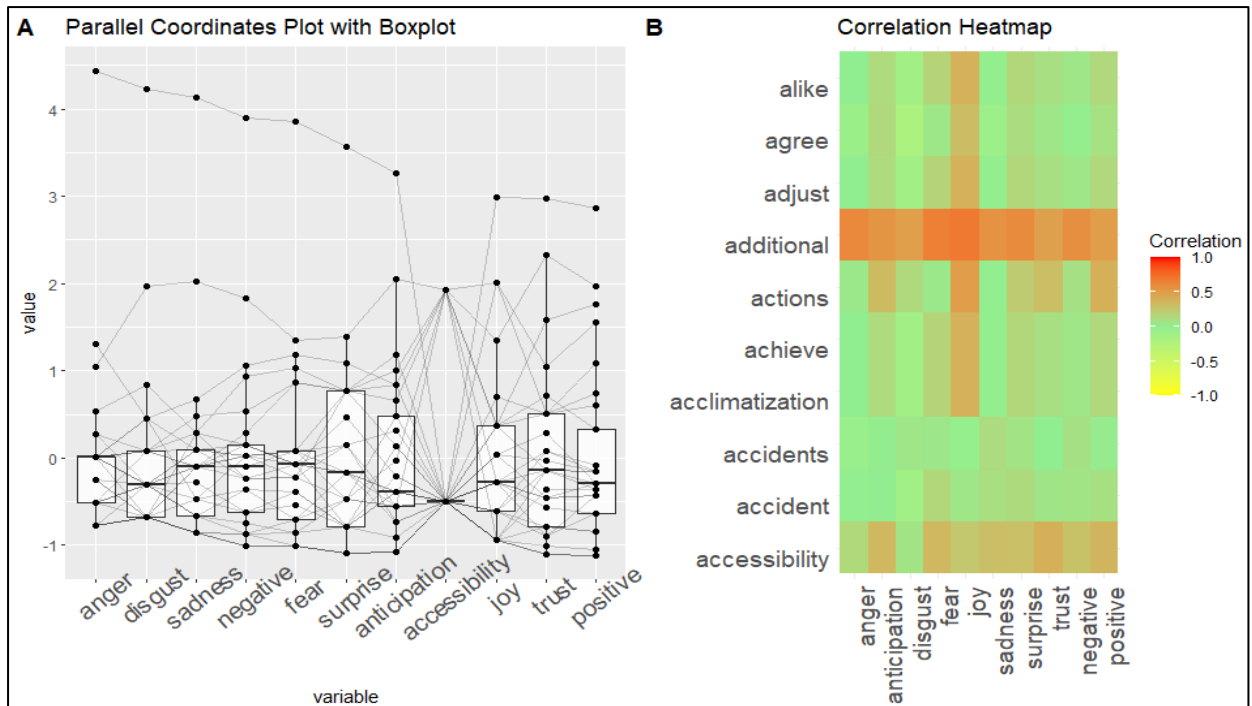 A Parallel Coordinates Plot with Boxplot
value
4
3
2
1
0
-1
anger
disgust
sadness
negative
fear
surprise
anticipation
accessibility
joy
trust
positive
variable
B Correlation Heatmap
alike
agree
adjust
additional
actions
achieve
acclimatization
accidents
accident
accessibility
anger
anticipation
disgust
fear
joy
sadness
surprise
trust
negative
positive
Correlation
1.0
0.5
0.0
-0.5
-1.0